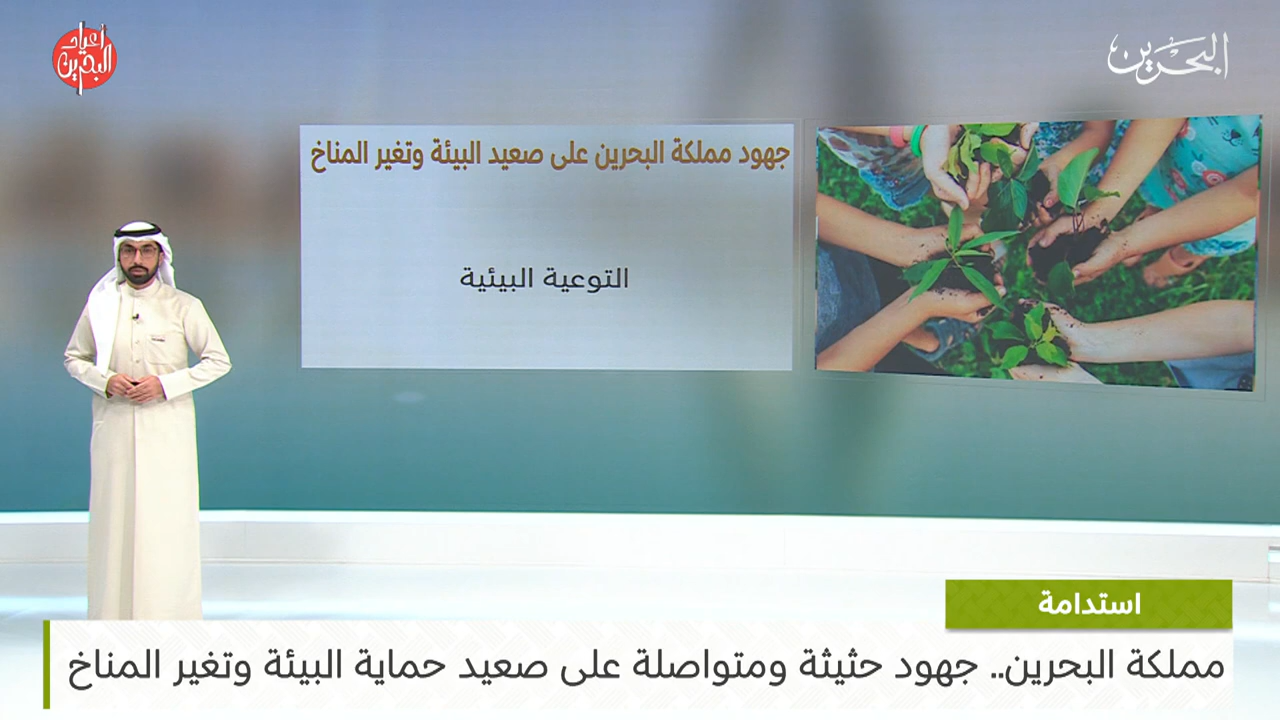 أعياد
البحرين
البحرين
جهود مملكة البحرين على صعيد البيئة وتغير المناخ
التوعية البيئية
استدامة
مملكة البحرين.. جهود حثيثة ومتواصلة على صعيد حماية البيئة وتغير المناخ